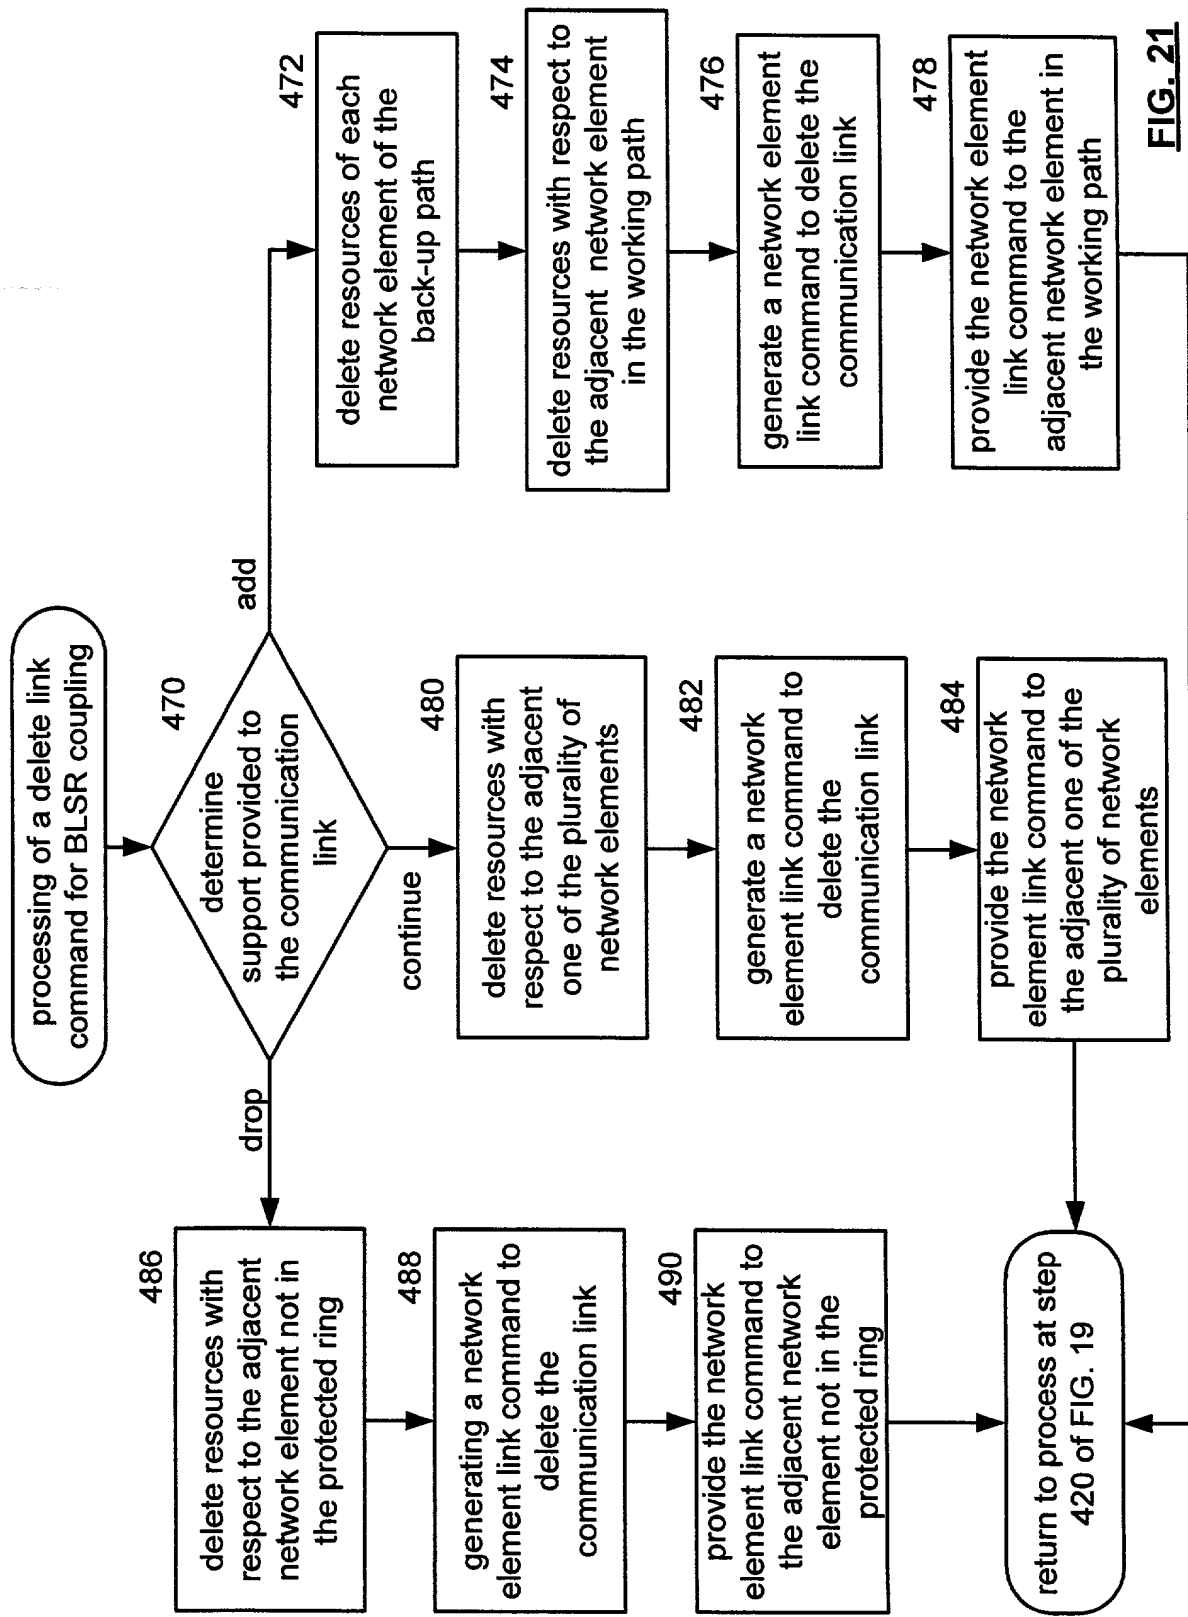 processing of a delete link
command for BLSR coupling
470
determine
support provided to
the communication
link
drop
continue
add
486
delete resources with
respect to the adjacent
network element not in
the protected ring
488
generating a network
element link command to
delete the
communication link
490
provide the network
element link command to
the adjacent network
element not in the
protected ring
480
delete resources with
respect to the adjacent
one of the plurality of
network elements
482
generate a network
element link command to
delete the
communication link
484
provide the network
element link command to
the adjacent one of the
plurality of network
elements
472
delete resources of each
network element of the
back-up path
474
delete resources with respect to
the adjacent network element
in the working path
476
generate a network element
link command to delete the
communication link
478
provide the network element
link command to the
adjacent network element in
the working path
return to process at step
420 of FIG. 19
FIG. 21